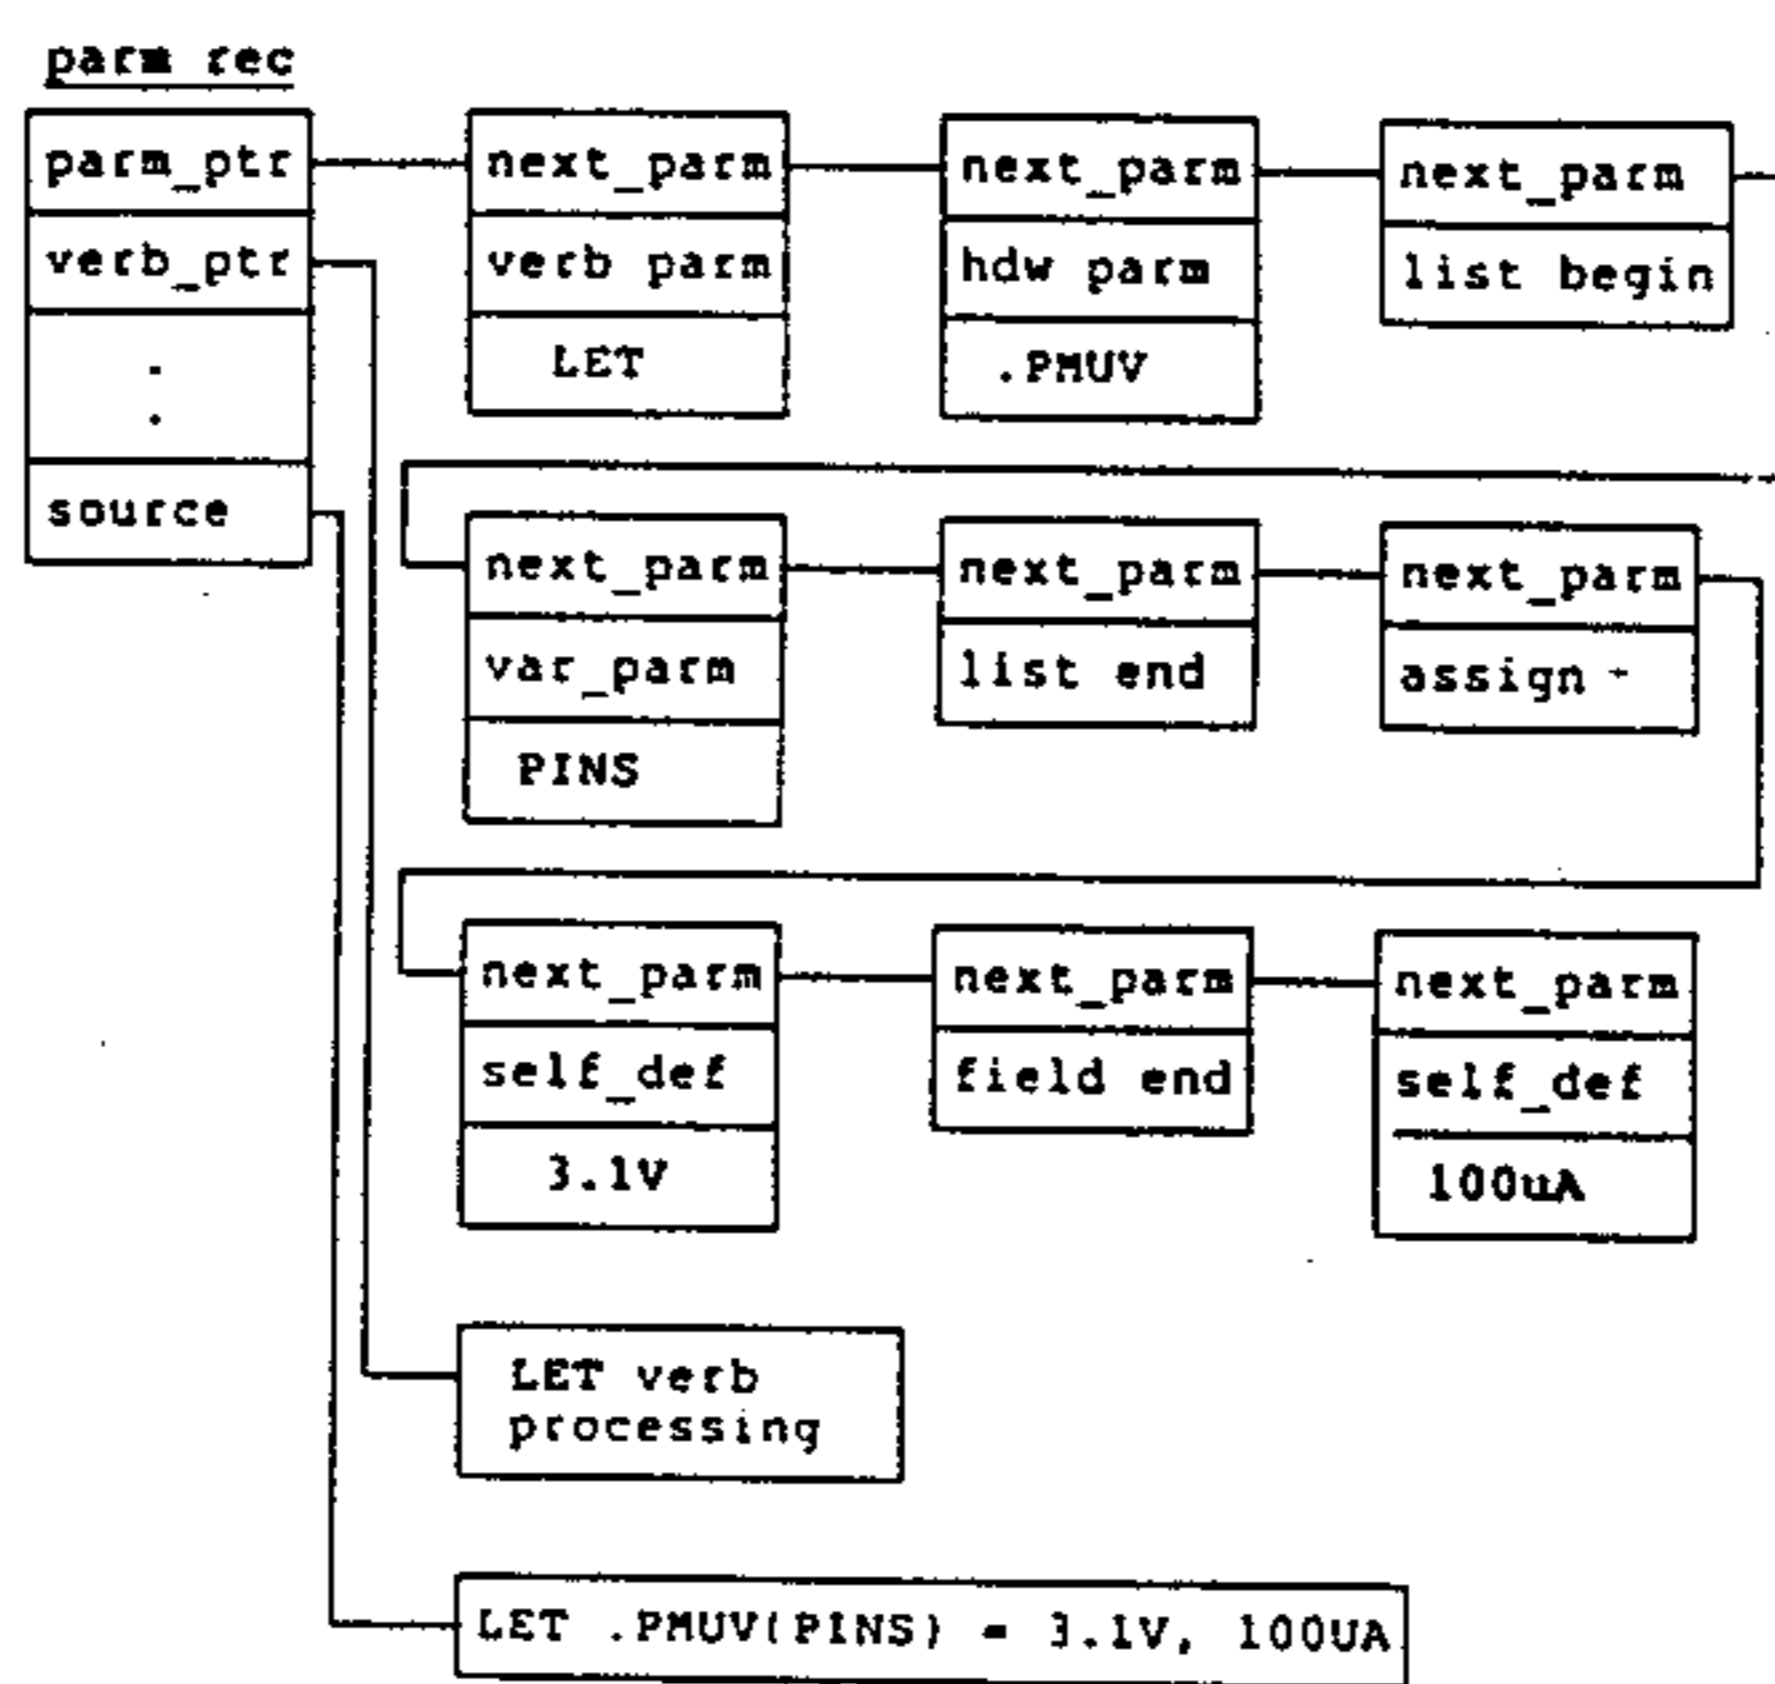 parm rec
parm_ptr
verb_ptr
.
.
source
next_parm
verb parm
LET
next_parm
hdw parm
.PMUV
next_parm
list begin
next_parm
var_parm
PINS
next_parm
list end
next_parm
assign
next_parm
self_def
3.1V
next_parm
field end
next_parm
self_def
100uA
LET verb
processing
LET .PMUV(PINS) = 3.1V, 100UA